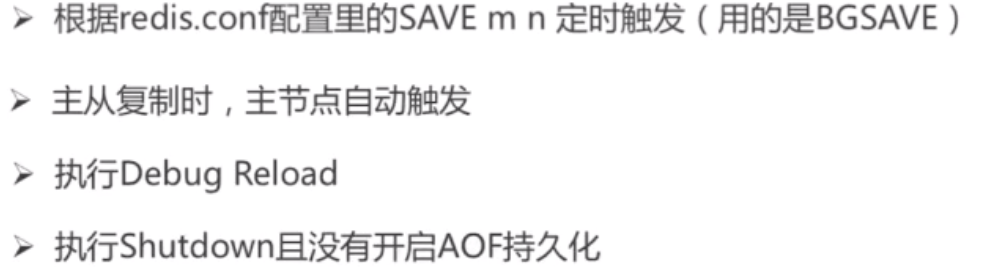 ➢ 根据redis.conf配置里的SAVE m n 定时触发（用的是BGSAVE）
➢ 主从复制时，主节点自动触发
➢ 执行Debug Reload
➢ 执行Shutdown且没有开启AOF持久化